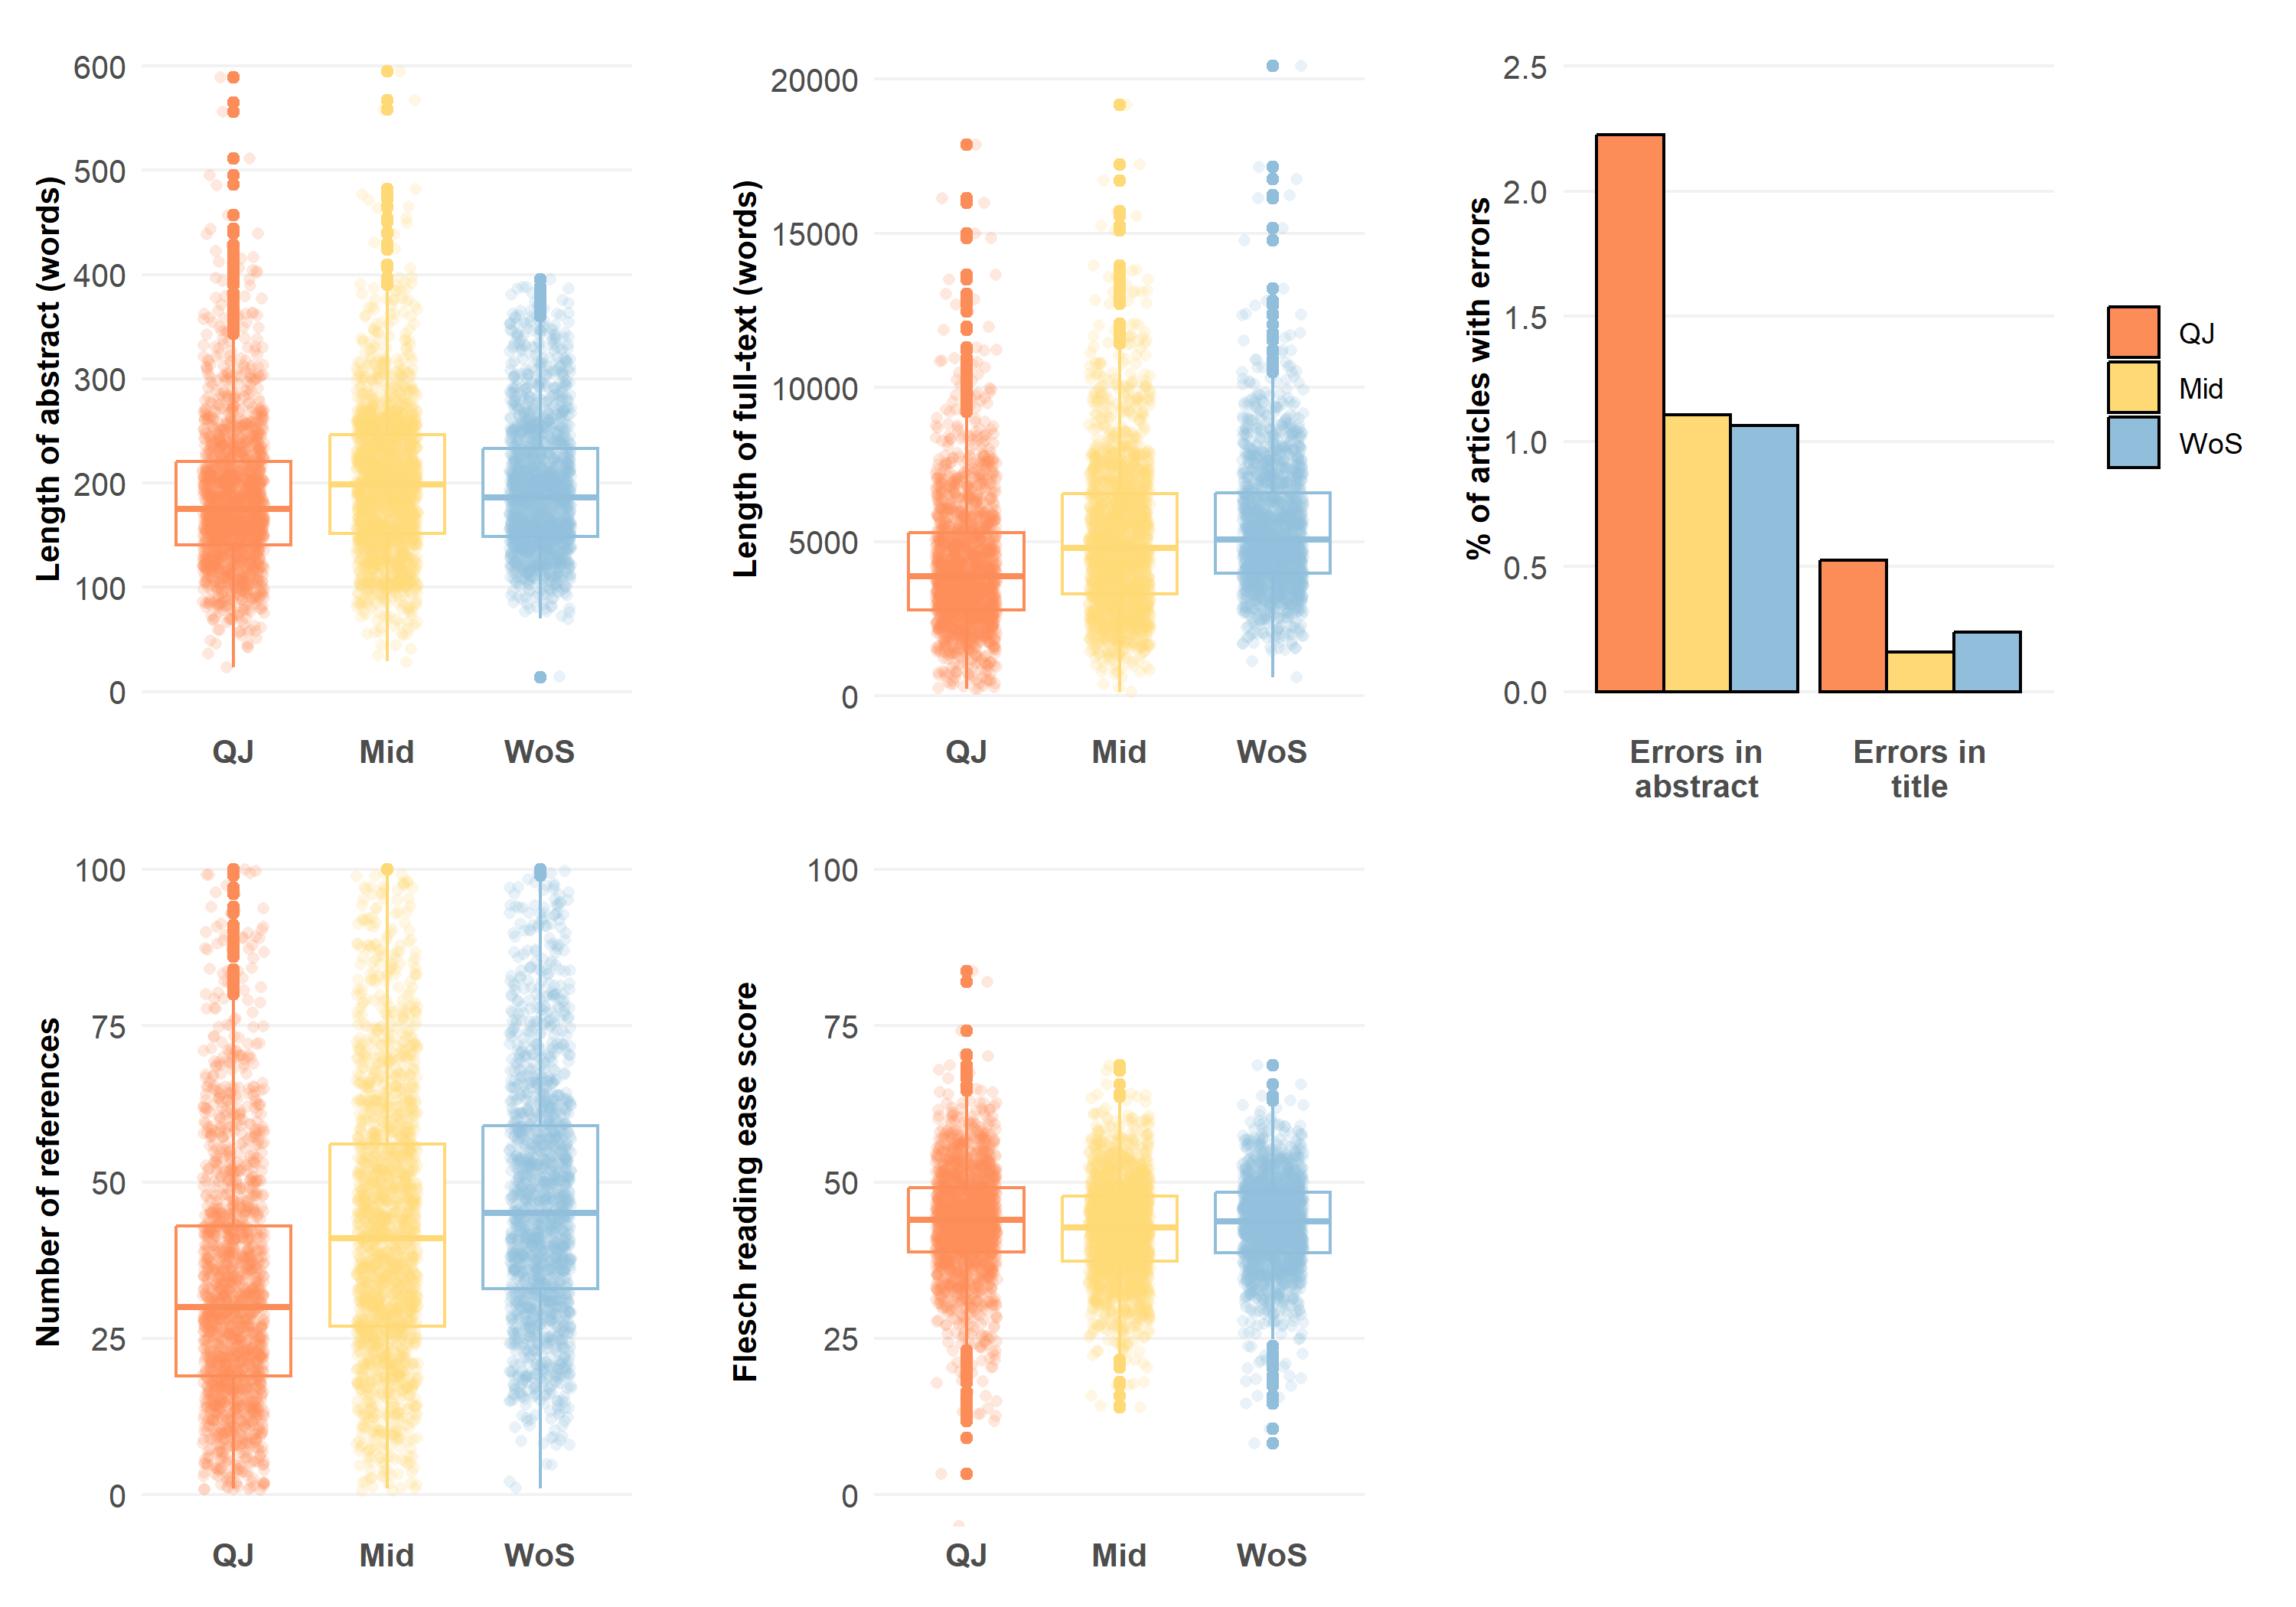 Length of abstract (words)
600
500
400
300
200
100
0
QJ
Mid
WoS
Length of full-text (words)
20000
15000
10000
5000
0
QJ
Mid
WoS
% of articles with errors
2.5
2.0
1.5
1.0
0.5
0.0
Errors in
abstract
Errors in
title
QJ
Mid
WoS
Number of references
100
75
50
25
0
QJ
Mid
WoS
Flesch reading ease score
100
75
50
25
0
QJ
Mid
WoS